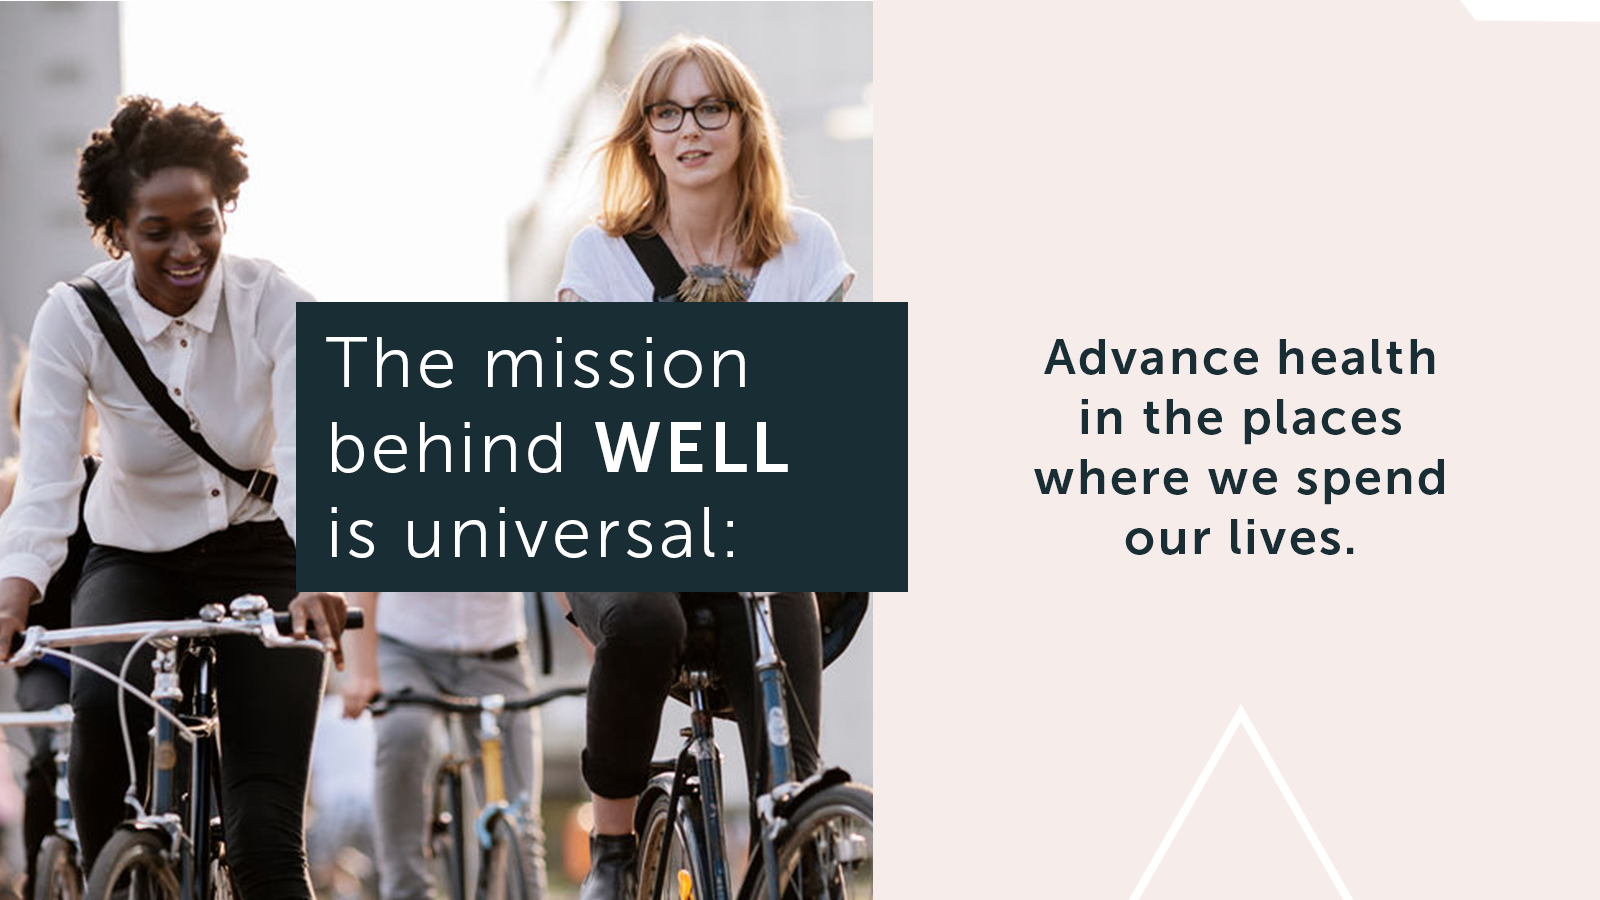 The mission
behind WELL
is universal:
Advance health
in the places
where we spend
our lives.